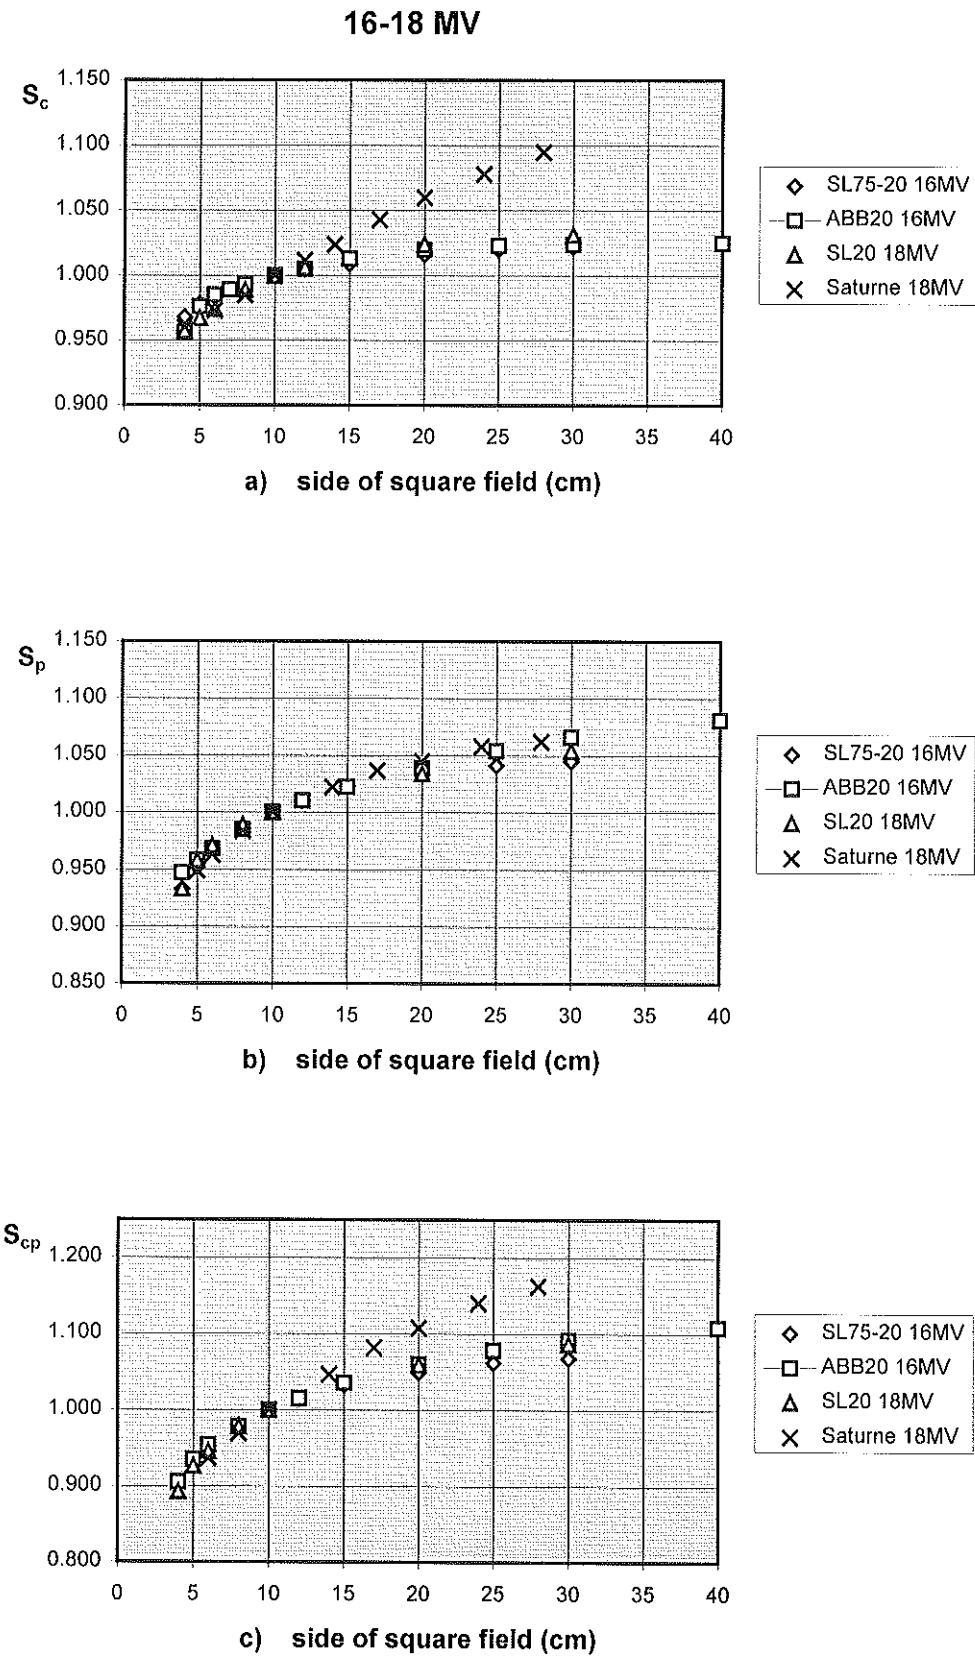 16-18 MV
Sc
1.150
1.100
1.050
1.000
0.950
0.900
0 5 10 15 20 25 30 35 40
a) side of square field (cm)
SL75-20 16MV
ABB20 16MV
SL20 18MV
Saturne 18MV
Sp
1.150
1.100
1.050
1.000
0.950
0.900
0.850
0 5 10 15 20 25 30 35 40
b) side of square field (cm)
SL75-20 16MV
ABB20 16MV
SL20 18MV
Saturne 18MV
Scp
1.200
1.100
1.000
0.900
0.800
0 5 10 15 20 25 30 35 40
c) side of square field (cm)
SL75-20 16MV
ABB20 16MV
SL20 18MV
Saturne 18MV